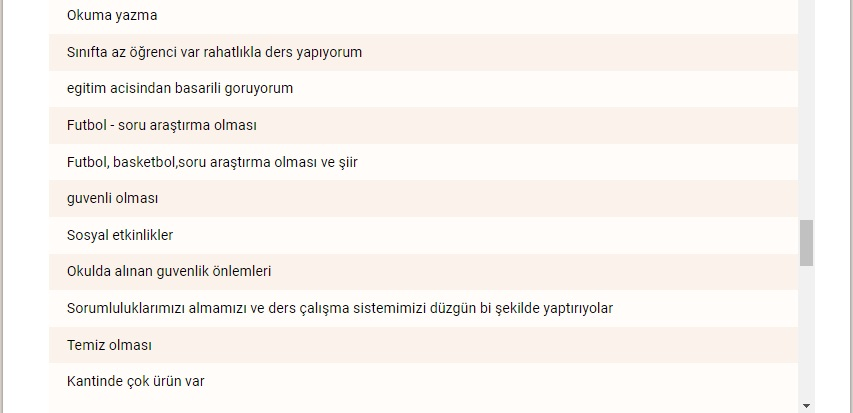 Okuma yazma
Sınıfta az öğrenci var rahatlıkla ders yapıyorum
egitim acisindan basarili goruyorum
Futbol - soru araştırma olması
Futbol, basketbol,soru araştırma olması ve şiir
guvenli olması
Sosyal etkinlikler
Okulda alınan guvenlik önlemleri
Sorumluluklarımızı almamızı ve ders çalışma sistemimizi düzgün bi şekilde yaptırıyolar
Temiz olması
Kantinde çok ürün var